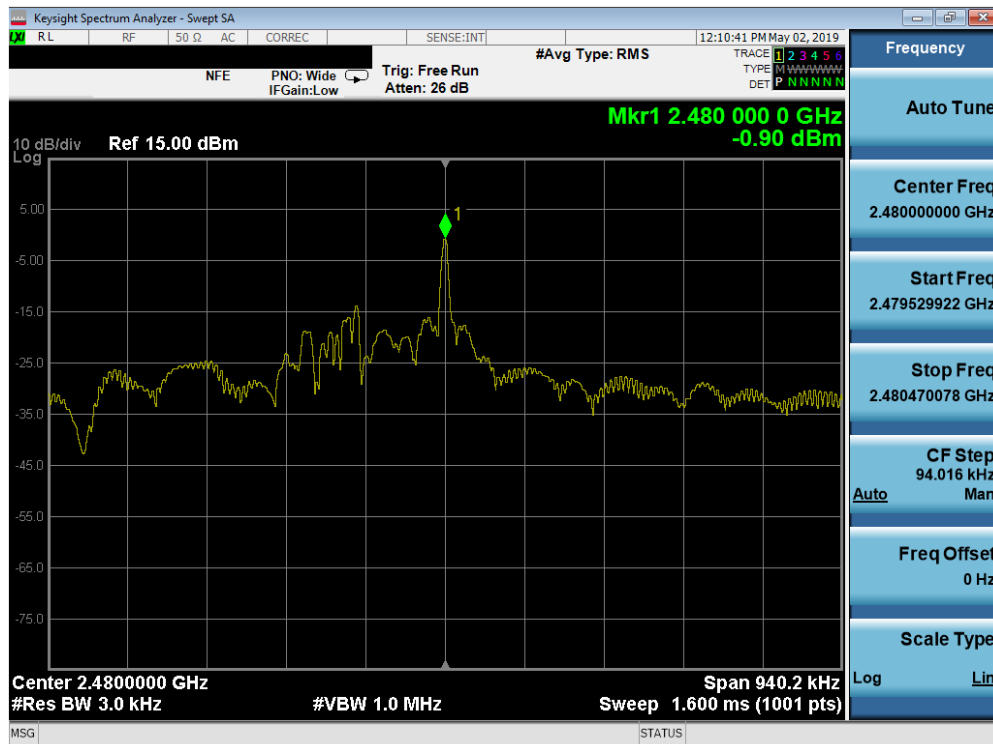 Keysight Spectrum Analyzer - Swept SA
LXI RL RF 50 Ω AC CORREC SENSE:INT 12:10:41 PM May 02, 2019
#Avg Type: RMS TRACE 1 2 3 4 5 6
NFE PNO: Wide Trig: Free Run TYPE M WWWWW
IFGain:Low Atten: 26 dB DET P N N N N N
Mkr1 2.480 000 0 GHz
-0.90 dBm
10 dB/div Ref 15.00 dBm
Log
1
5.00
-5.00
-15.0
-25.0
-35.0
-45.0
-55.0
-65.0
-75.0
Center 2.4800000 GHz Span 940.2 kHz
#Res BW 3.0 kHz #VBW 1.0 MHz Sweep 1.600 ms (1001 pts)
MSG STATUS
Frequency
Auto Tune
Center Freq
2.480000000 GHz
Start Freq
2.479529922 GHz
Stop Freq
2.480470078 GHz
CF Step
94.016 kHz
Auto Man
Freq Offset
0 Hz
Scale Type
Log Lin